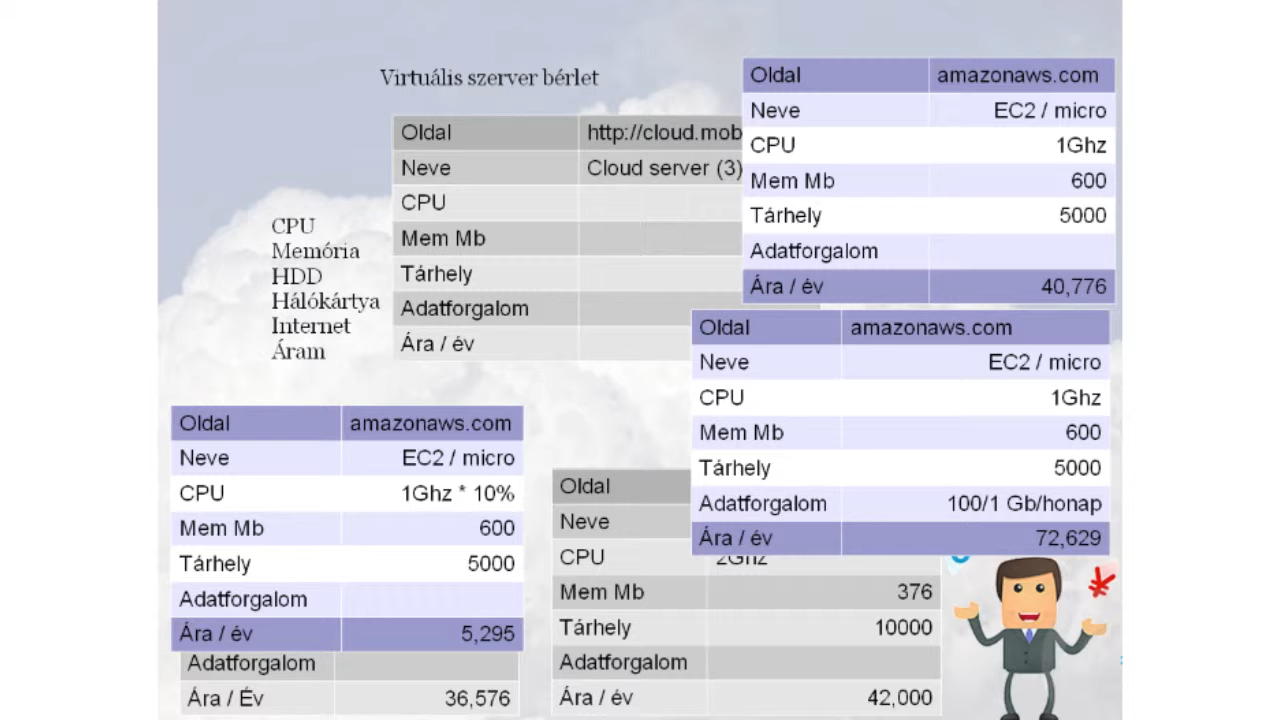 Virtuális szerver bérlet
CPU
Memória
HDD
Hálókártya
Internet
Áram
Oldal http://cloud.mob
Neve Cloud server (3)
CPU
Mem Mb
Tárhely
Adatforgalom
Ára / év
Oldal amazonaws.com
Neve EC2 / micro
CPU 1Ghz
Mem Mb 600
Tárhely 5000
Adatforgalom
Ára / év 40,776
Oldal amazonaws.com
Neve EC2 / micro
CPU 1Ghz
Mem Mb 600
Tárhely 5000
Adatforgalom 100/1 Gb/honap
Ára / év 72,629
Oldal amazonaws.com
Neve EC2 / micro
CPU 1Ghz * 10%
Mem Mb 600
Tárhely 5000
Adatforgalom
Ára / év 5,295
Adatforgalom
Ára / Év 36,576
Oldal
Neve
CPU 2Ghz
Mem Mb 376
Tárhely 10000
Adatforgalom
Ára / év 42,000